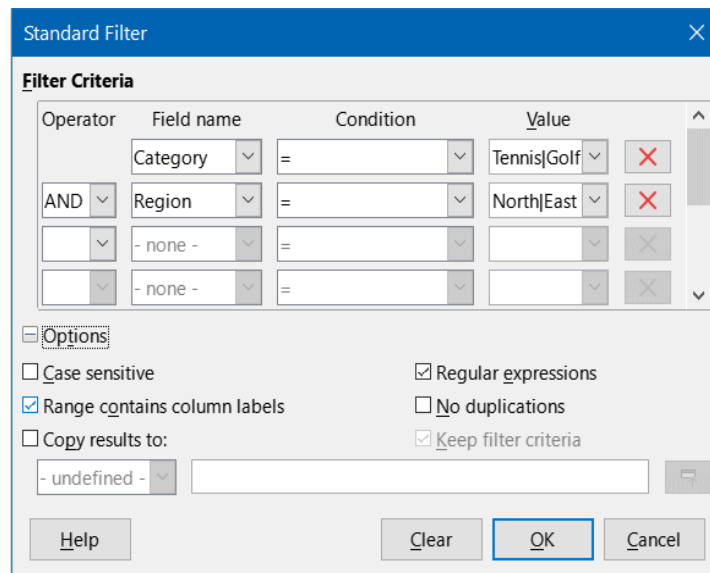 Standard Filter
Filter Criteria
Operator Field name Condition Value
Category = Tennis|Golf
AND Region = North|East
- none - =
- none - =
Options
Case sensitive Regular expressions
Range contains column labels No duplications
Copy results to: Keep filter criteria
- undefined -
Help Clear OK Cancel